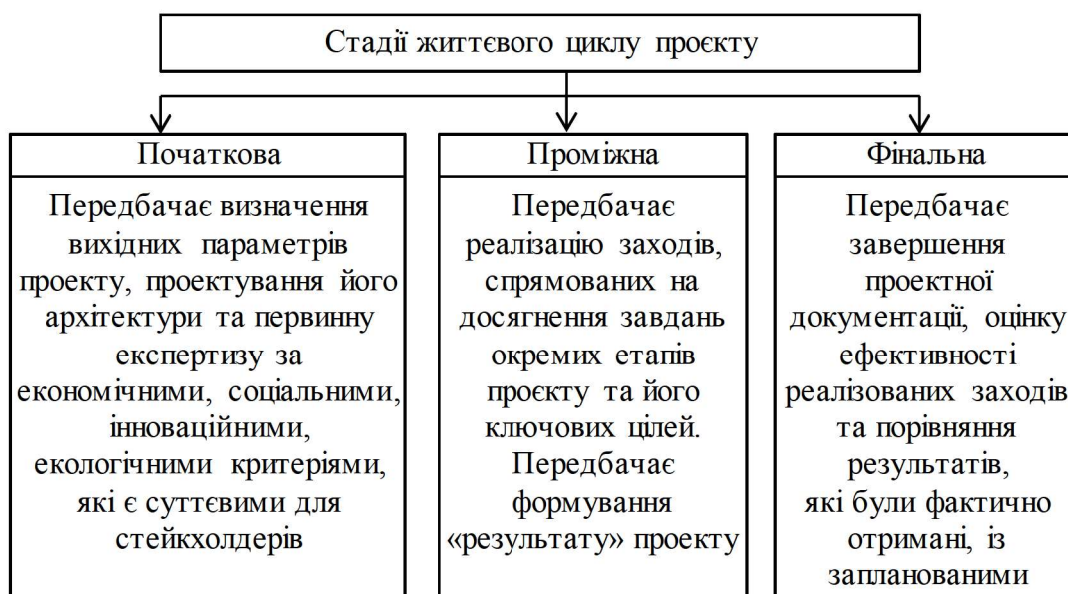 Стадії життєвого циклу проєкту
Початкова
Передбачає визначення
вихідних параметрів
проекту, проектування його
архітектури та первинну
експертизу за
економічними, соціальними,
інноваційними,
екологічними критеріями,
які є суттєвими для
стейкхолдерів
Проміжна
Передбачає
реалізацію заходів,
спрямованих на
досягнення завдань
окремих етапів
проєкту та його
ключових цілей.
Передбачає
формування
«результату» проекту
Фінальна
Передбачає
завершення
проектної
документації, оцінку
ефективності
реалізованих заходів
та порівняння
результатів,
які були фактично
отримані, із
запланованими